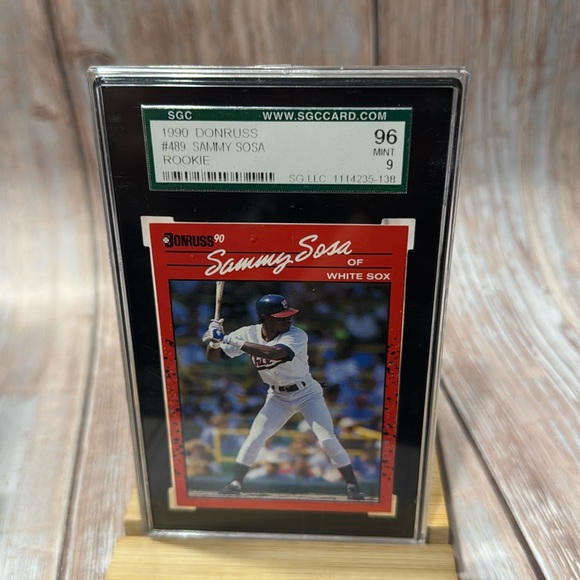 SGC WWW.SGCCARD.COM
1990 DONRUSS 96
#489 SAMMY SOSA MINT
ROOKIE 9
SG,LLC 1114235-138
DONRUSS 90
Sammy Sosa
OF
WHITE SOX